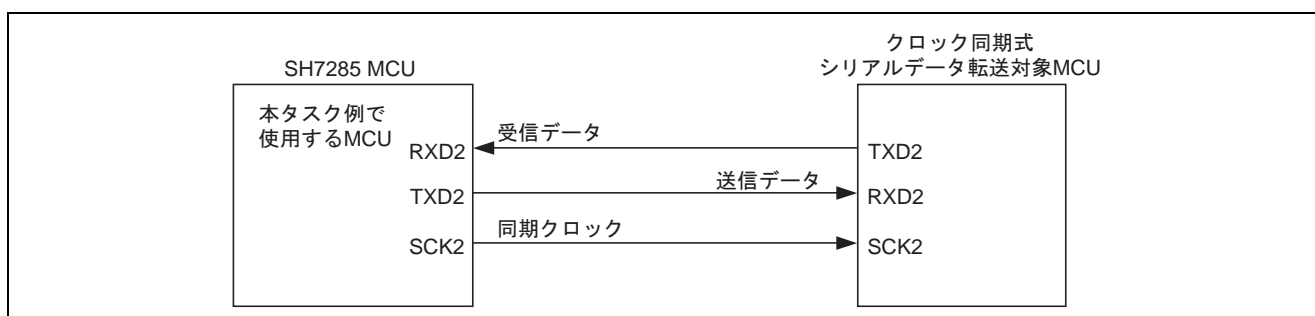 SH7285 MCU
本タスク例で
使用するMCU
RXD2
TXD2
SCK2
受信データ
送信データ
同期クロック
クロック同期式
シリアルデータ転送対象MCU
TXD2
RXD2
SCK2